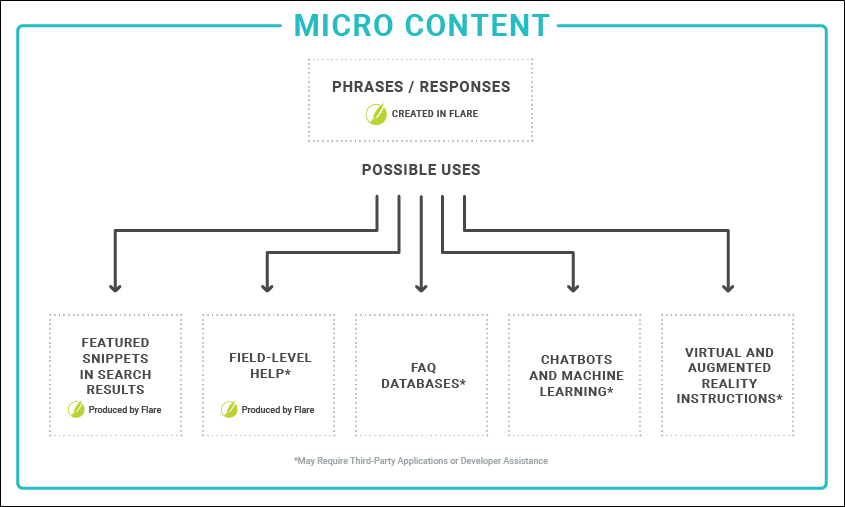 MICRO CONTENT
PHRASES / RESPONSES
CREATED IN FLARE
POSSIBLE USES
FEATURED
SNIPPETS
IN SEARCH
RESULTS
Produced by Flare
FIELD-LEVEL
HELP*
Produced by Flare
FAQ
DATABASES*
CHATBOTS
AND MACHINE
LEARNING*
VIRTUAL AND
AUGMENTED
REALITY
INSTRUCTIONS*
*May Require Third-Party Applications or Developer Assistance